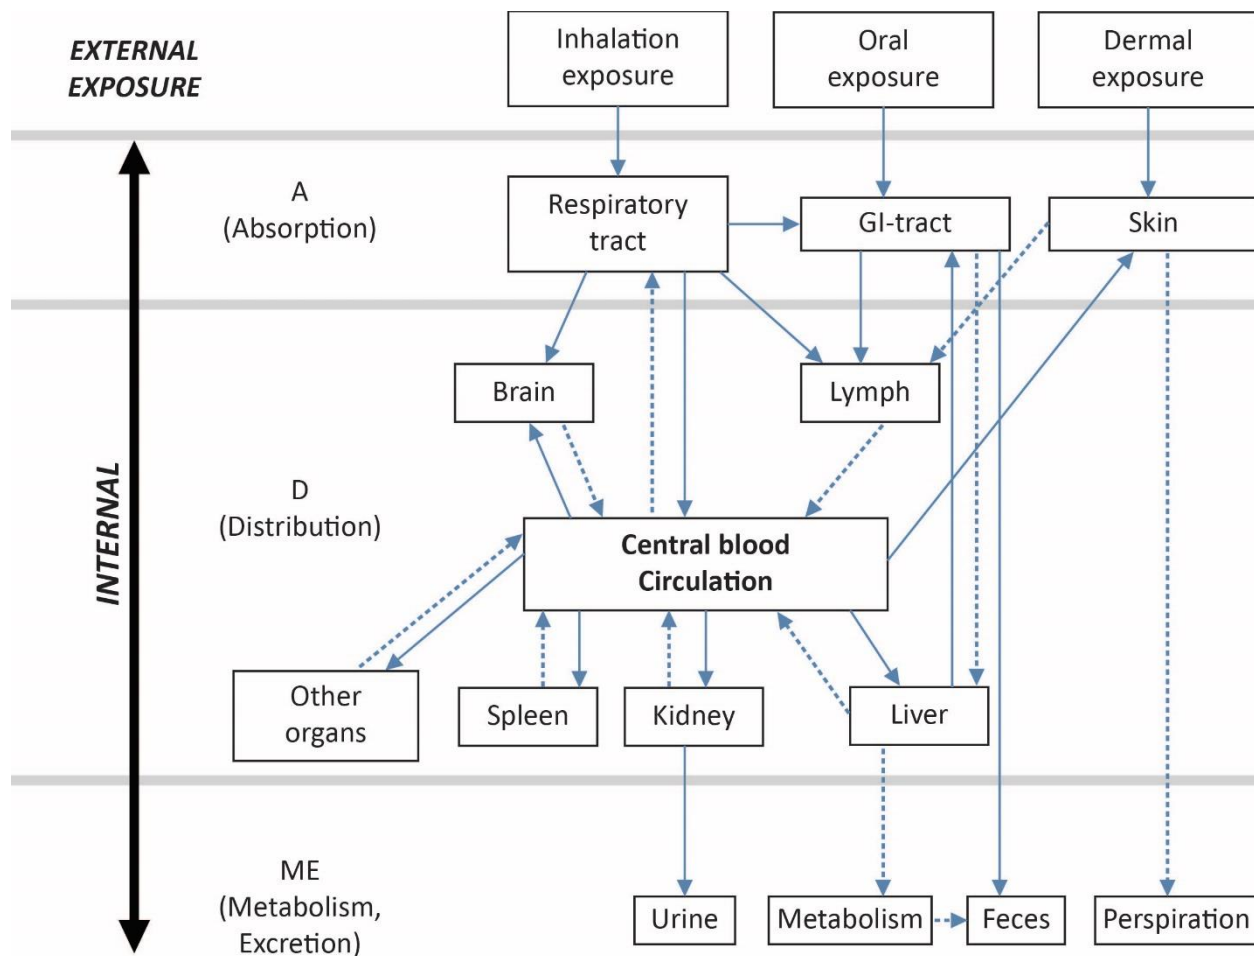 EXTERNAL
EXPOSURE
Inhalation
exposure
Oral
exposure
Dermal
exposure
INTERNAL
A
(Absorption)
Respiratory
tract
GI-tract
Skin
D
(Distribution)
Brain
Lymph
Central blood
Circulation
Other
organs
Spleen
Kidney
Liver
ME
(Metabolism,
Excretion)
Urine
Metabolism
Feces
Perspiration